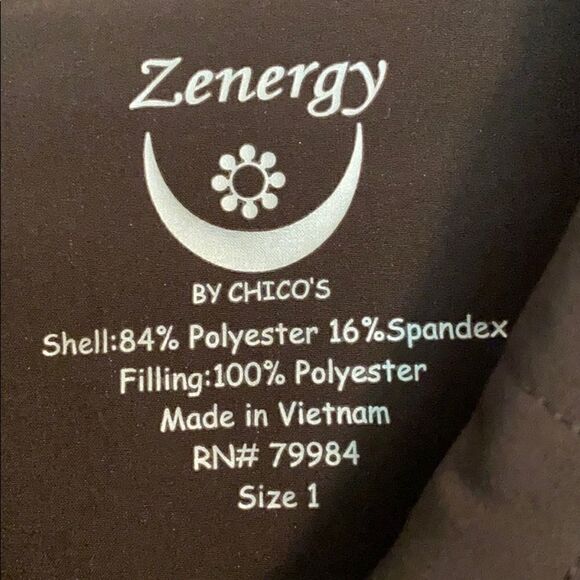 Zenergy
BY CHICO'S
Shell:84% Polyester 16%Spandex
Filling:100% Polyester
Made in Vietnam
RN# 79984
Size 1